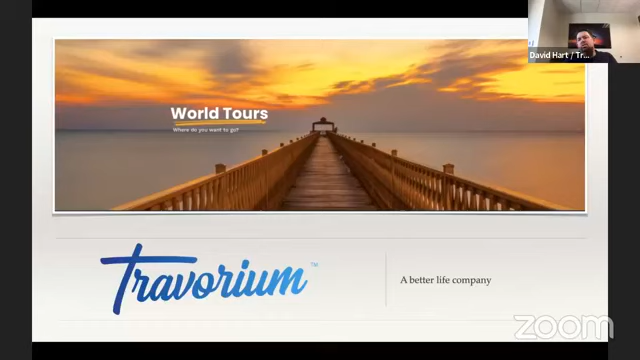 David Hart / Tr...
World Tours
Where do you want to go?
Travorium™
A better life company
zoom